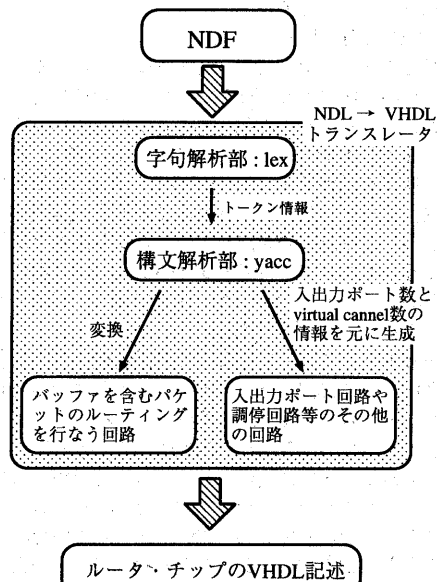 NDF
NDL → VHDL
トランスレータ
字句解析部 : lex
トークン情報
構文解析部 : yacc
変換
入出力ポート数と
virtual cannel数の
情報を元に生成
バッファを含むパケ
ットのルーティング
を行なう回路
入出力ポート回路や
調停回路等のその他
の回路
ルータ・チップのVHDL記述